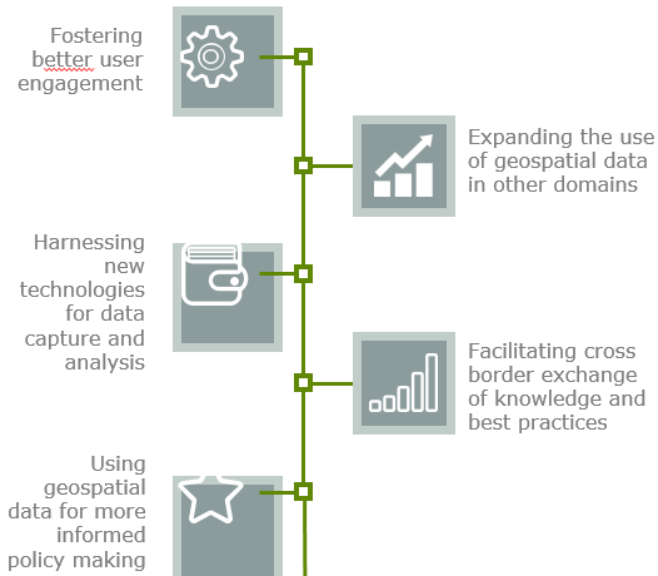 Fostering
better user
engagement
Expanding the use
of geospatial data
in other domains
Harnessing
new
technologies
for data
capture and
analysis
Facilitating cross
border exchange
of knowledge and
best practices
Using
geospatial
data for more
informed
policy making